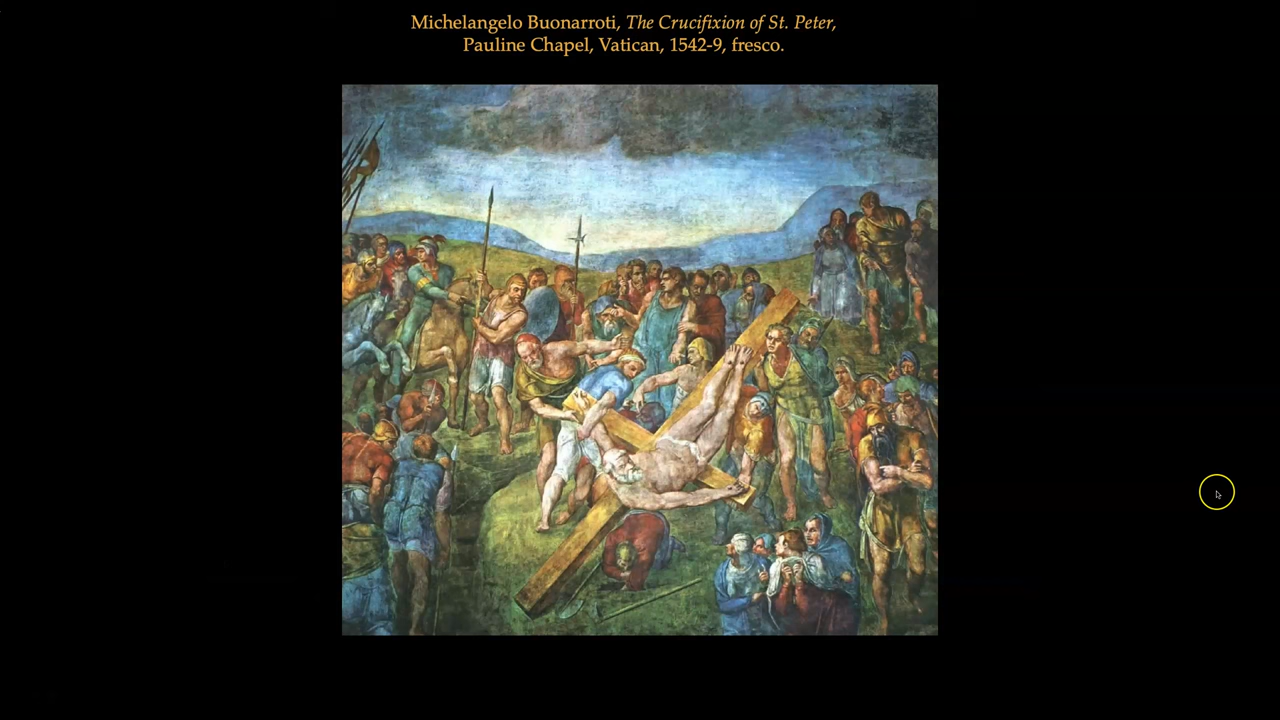 Michelangelo Buonarroti, The Crucifixion of St. Peter,
Pauline Chapel, Vatican, 1542-9, fresco.